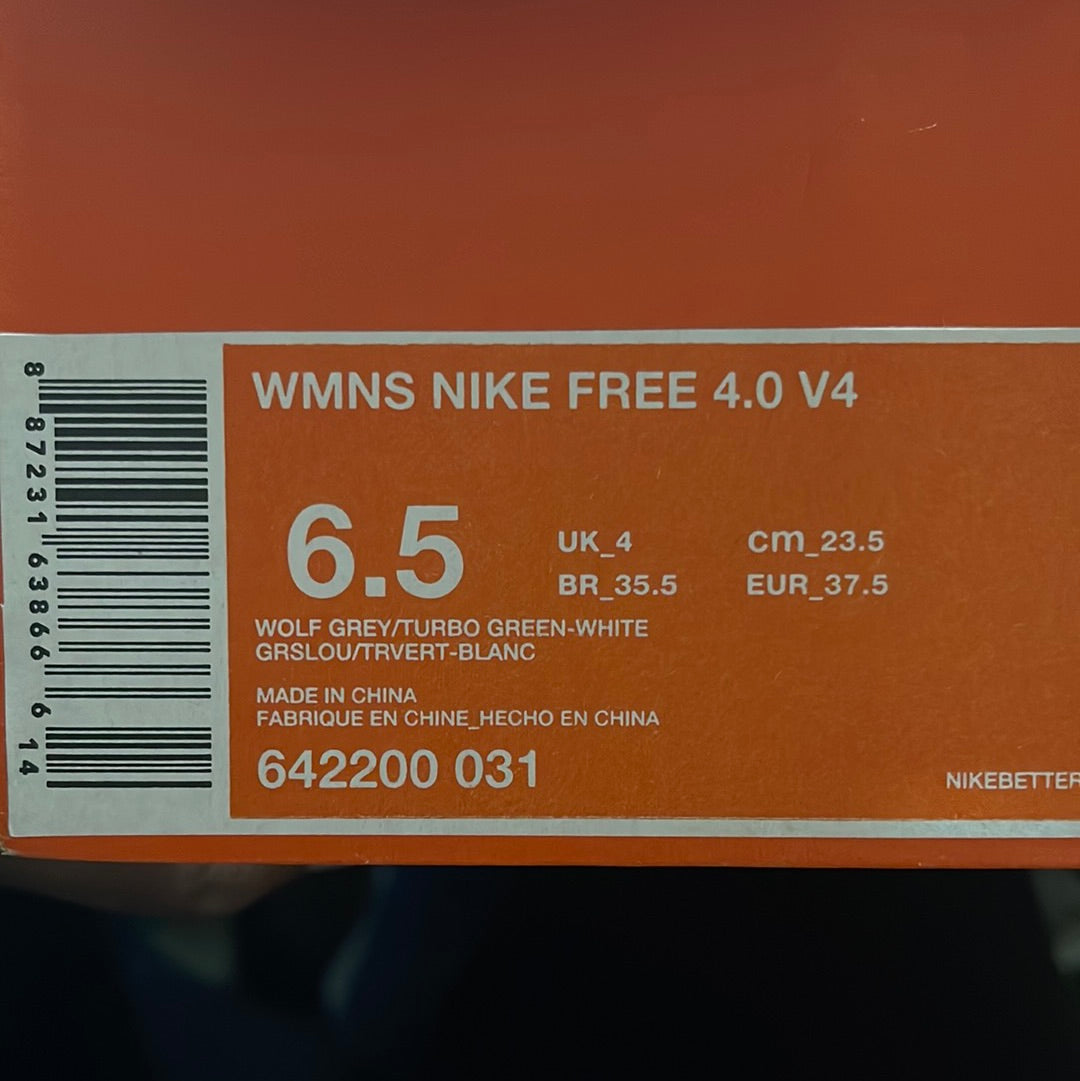 WMNS NIKE FREE 4.0 V4
6.5
UK_4 cm_23.5
BR_35.5 EUR_37.5
WOLF GREY/TURBO GREEN-WHITE
GRSLOU/TRVERT-BLANC
MADE IN CHINA
FABRIQUE EN CHINE_HECHO EN CHINA
642200 031
NIKEBETTER
8 87231 63866 6 14